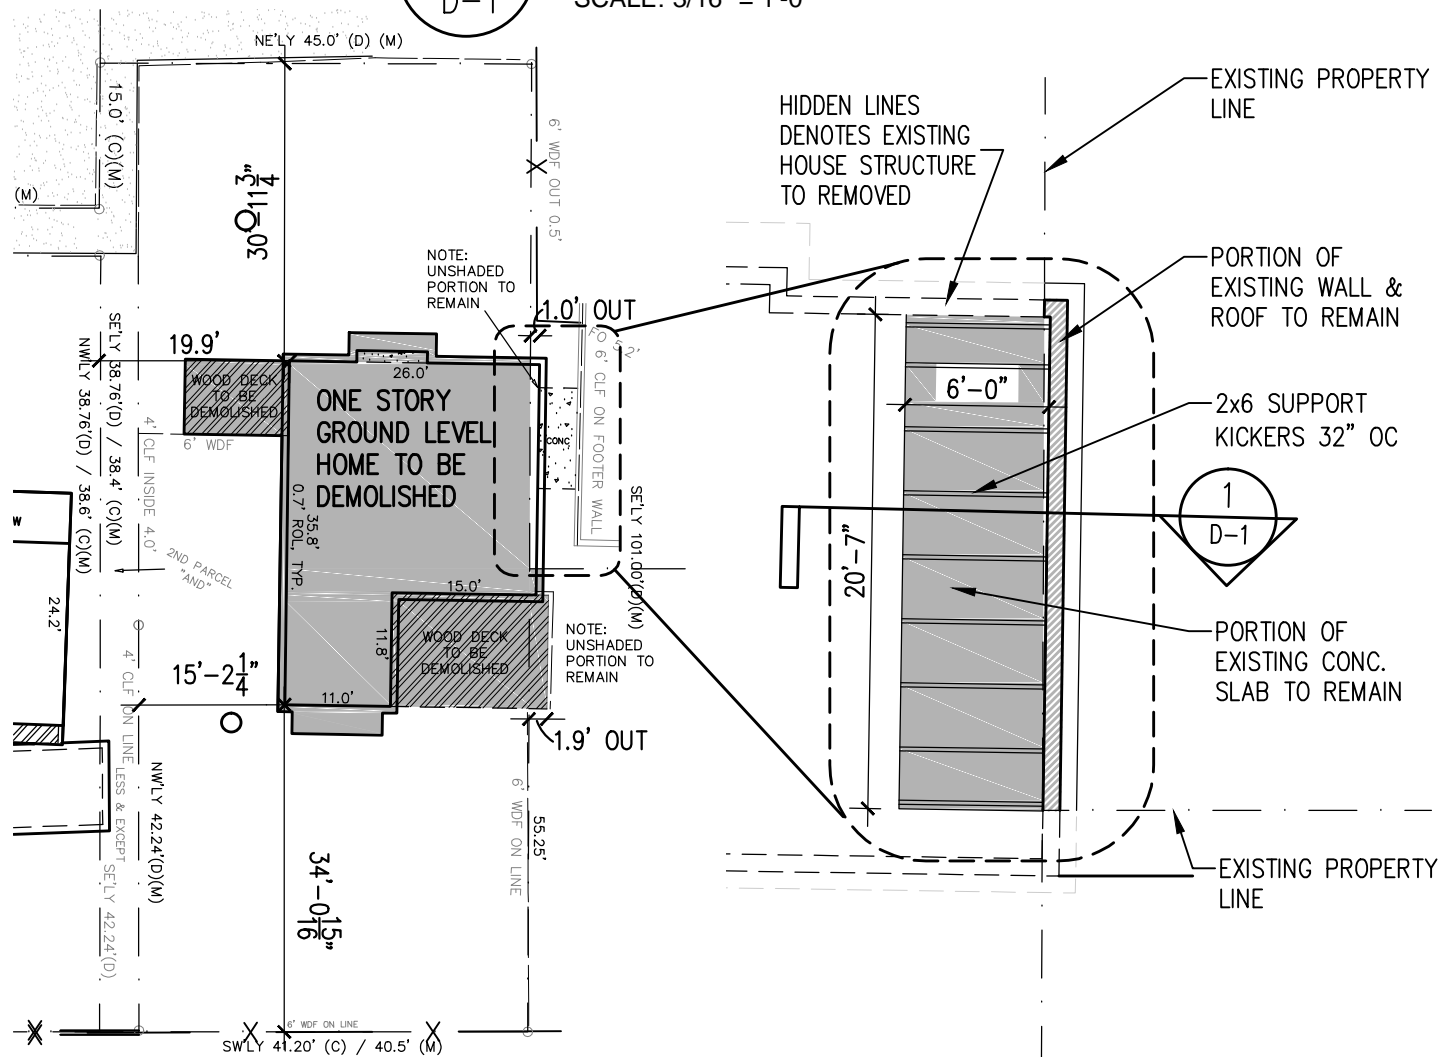 D-1
SCALE: 3/16" = 1'-0"
NE'LY 45.0' (D) (M)
15.0' (C)(M)
(M)
30'-11 3/4"
6' WDF OUT 0.5'
NOTE:
UNSHADED
PORTION TO
REMAIN
1.0' OUT
FO 5.2'
6' CLF ON FOOTER WALL
19.9'
WOOD DECK
TO BE
DEMOLISHED
6' WDF
26.0'
ONE STORY
GROUND LEVEL
HOME TO BE
DEMOLISHED
CONC
35.8'
0.7' ROL, TYP.
SE'LY 38.76'(D) / 38.4' (C)(M)
NW'LY 38.76'(D) / 38.6' (C)(M)
4' CLF INSIDE 4.0'
2ND PARCEL
"AND"
W
24.2'
SE'LY 101.00'(D)(M)
15.0'
11.8'
WOOD DECK
TO BE
DEMOLISHED
NOTE:
UNSHADED
PORTION TO
REMAIN
15'-2 1/4"
11.0'
1.9' OUT
4' CLF ON LINE
LESS & EXCEPT
NW'LY 42.24'(D)(M)
SE'LY 42.24'(D)
6' WDF ON LINE
55.25'
34'-0 15/16"
6' WDF ON LINE
SW'LY 41.20' (C) / 40.5' (M)
HIDDEN LINES
DENOTES EXISTING
HOUSE STRUCTURE
TO REMOVED
EXISTING PROPERTY
LINE
PORTION OF
EXISTING WALL &
ROOF TO REMAIN
6'-0"
2x6 SUPPORT
KICKERS 32" OC
1
D-1
20'-7"
PORTION OF
EXISTING CONC.
SLAB TO REMAIN
EXISTING PROPERTY
LINE